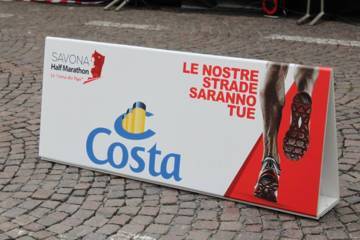 SAVONA
Half Marathon
LE NOSTRE
STRADE
SARANNO
TUE
Costa